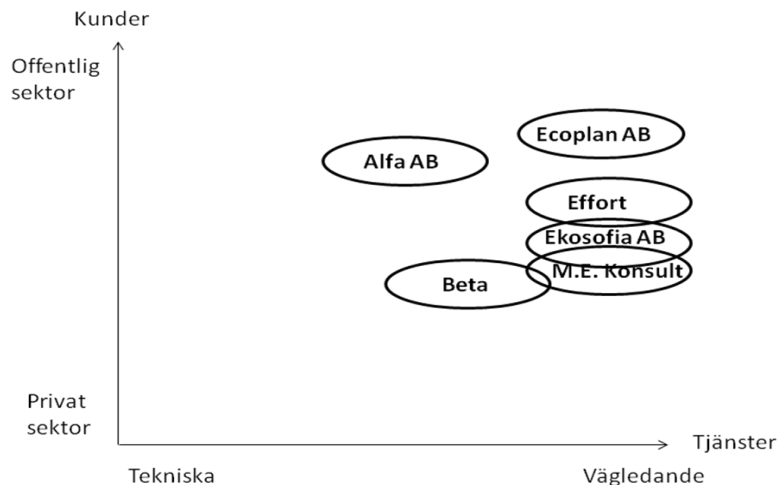 Kunder
Offentlig
sektor
Ecoplan AB
Alfa AB
Effort
Ekosofia AB
M.E. Konsult
Beta
Privat
sektor
Tjänster
Tekniska
Vägledande